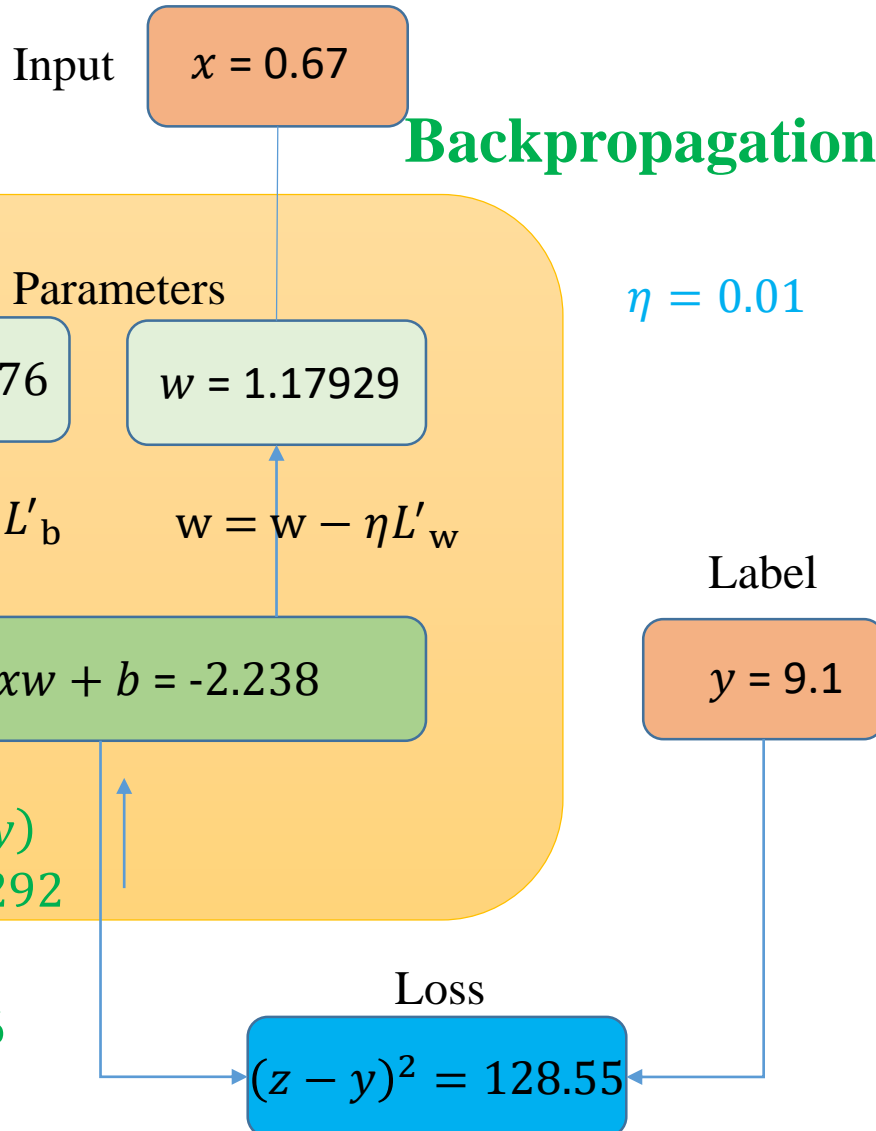 Input
x = 0.67
Backpropagation
Parameters
η = 0.01
76
w = 1.17929
L′b
w = w − ηL′w
Label
xw + b = -2.238
y = 9.1
y)
292
Loss
(z − y)² = 128.55